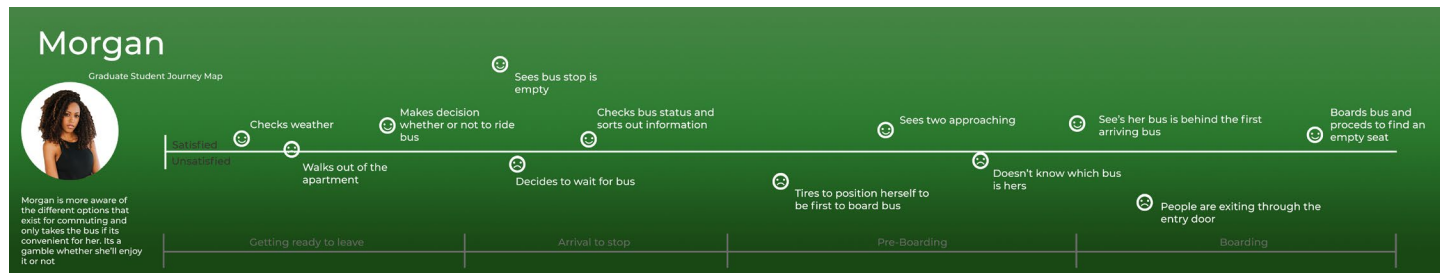 Morgan
Graduate Student Journey Map
Morgan is more aware of
the different options that
exist for commuting and
only takes the bus if its
convenient for her. Its a
gamble whether she'll enjoy
it or not
Satisfied
Unsatisfied
Checks weather
Walks out of the
apartment
Makes decision
whether or not to ride
bus
Sees bus stop is
empty
Decides to wait for bus
Checks bus status and
sorts out information
Tires to position herself to
be first to board bus
Sees two approaching
Doesn't know which bus
is hers
See's her bus is behind the first
arriving bus
People are exiting through the
entry door
Boards bus and
proceds to find an
empty seat
Getting ready to leave
Arrival to stop
Pre-Boarding
Boarding